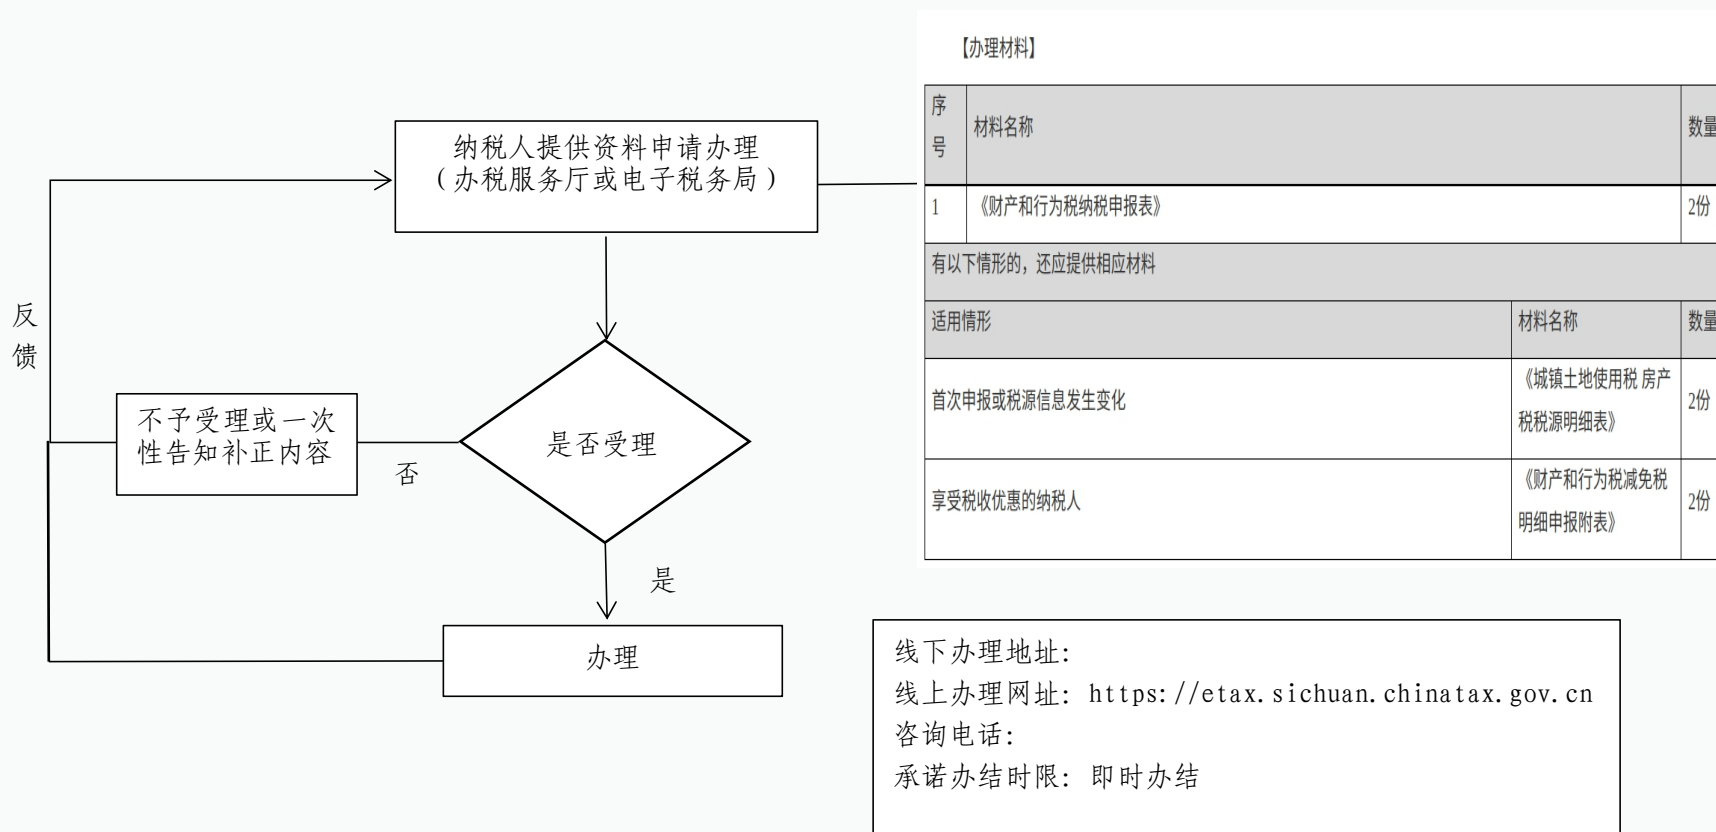 【办理材料】
序号
材料名称
数量
1
《财产和行为税纳税申报表》
2份
有以下情形的，还应提供相应材料
适用情形
材料名称
数量
首次申报或税源信息发生变化
《城镇土地使用税 房产
税税源明细表》
2份
享受税收优惠的纳税人
《财产和行为税减免税
明细申报附表》
2份
纳税人提供资料申请办理
（办税服务厅或电子税务局）
反
馈
不予受理或一次
性告知补正内容
否
是否受理
是
办理
线下办理地址：
线上办理网址：https://etax.sichuan.chinatax.gov.cn
咨询电话：
承诺办结时限：即时办结